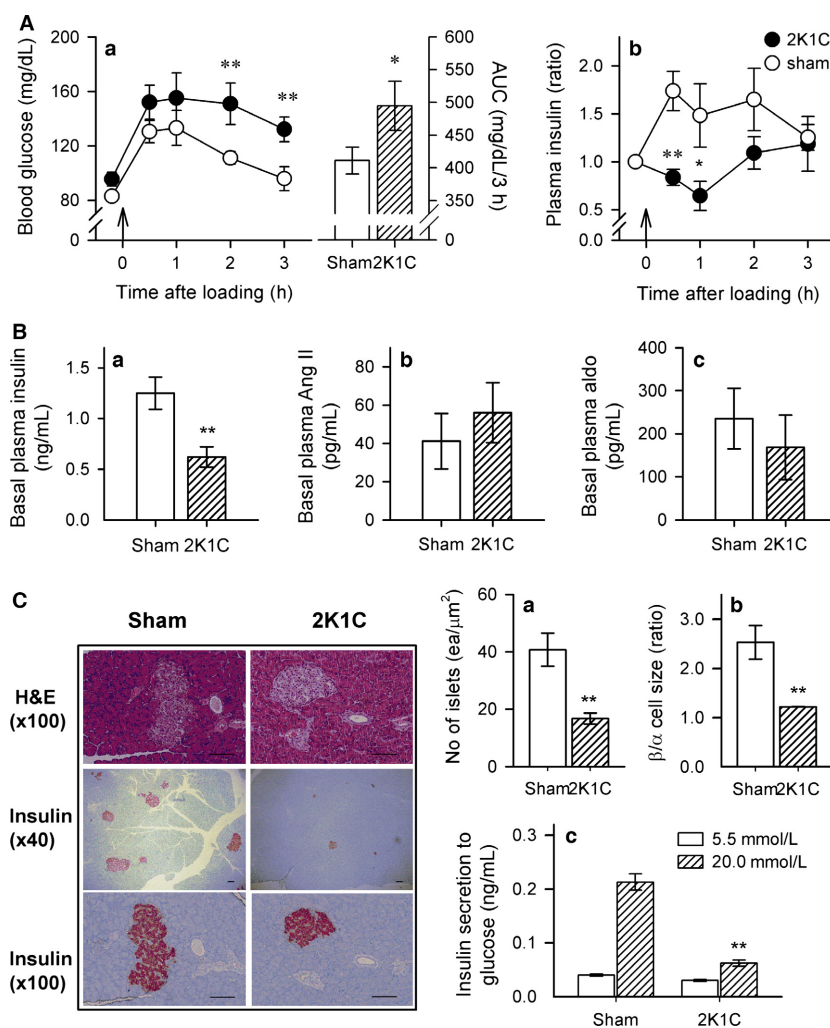 A
a
Blood glucose (mg/dL)
200
160
120
80
0
**
**
0 1 2 3
Time afte loading (h)
*
600
550
500
450
400
350
0
AUC (mg/dL/3 h)
Sham2K1C
b
2K1C
sham
Plasma insulin (ratio)
2.5
2.0
1.5
1.0
0.5
0.0
**
*
0 1 2 3
Time after loading (h)
B
a
Basal plasma insulin
(ng/mL)
1.5
1.0
0.5
0.0
**
Sham 2K1C
b
Basal plasma Ang II
(pg/mL)
80
60
40
20
0
Sham 2K1C
c
Basal plasma aldo
(pg/mL)
400
300
200
100
0
Sham 2K1C
C
Sham 2K1C
H&E
(x100)
Insulin
(x40)
Insulin
(x100)
a
No of islets (ea/μm²)
60
40
20
0
**
Sham2K1C
b
β/α cell size (ratio)
3.0
2.0
1.0
0.0
**
Sham2K1C
c
5.5 mmol/L
20.0 mmol/L
Insulin secretion to
glucose (ng/mL)
0.3
0.2
0.1
0.0
**
Sham 2K1C